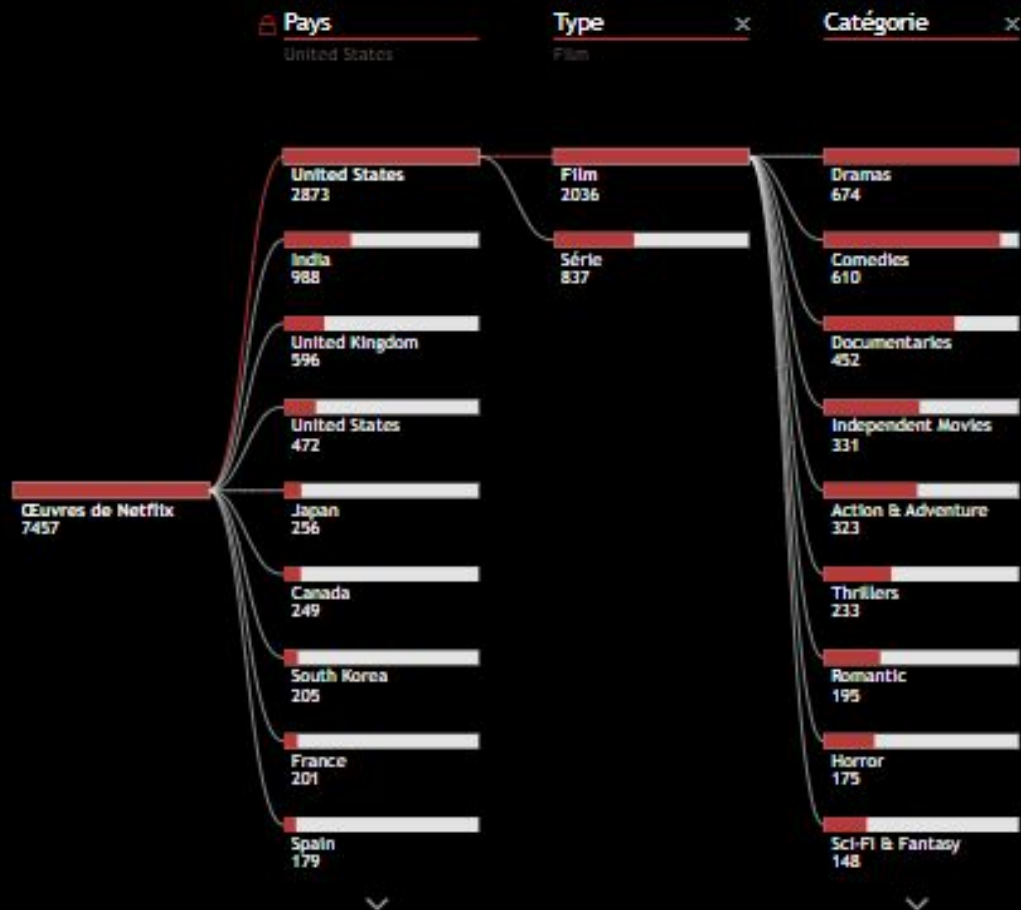 Pays
United States
Type
Film
Catégorie
Œuvres de Netflix
7457
United States
2873
India
988
United Kingdom
596
United States
472
Japan
256
Canada
249
South Korea
205
France
201
Spain
179
Film
2036
Série
837
Dramas
674
Comedies
610
Documentaries
452
Independent Movies
331
Action & Adventure
323
Thrillers
233
Romantic
195
Horror
175
Sci-Fi & Fantasy
148